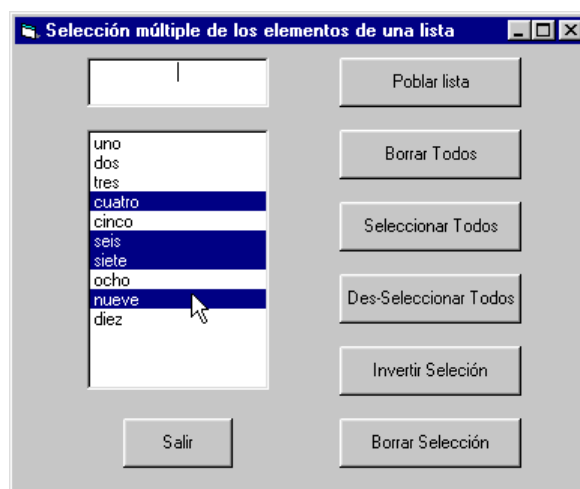 Selección múltiple de los elementos de una lista
Poblar lista
uno
dos
tres
cuatro
cinco
seis
siete
ocho
nueve
diez
Borrar Todos
Seleccionar Todos
Des-Seleccionar Todos
Invertir Seleción
Salir
Borrar Selección